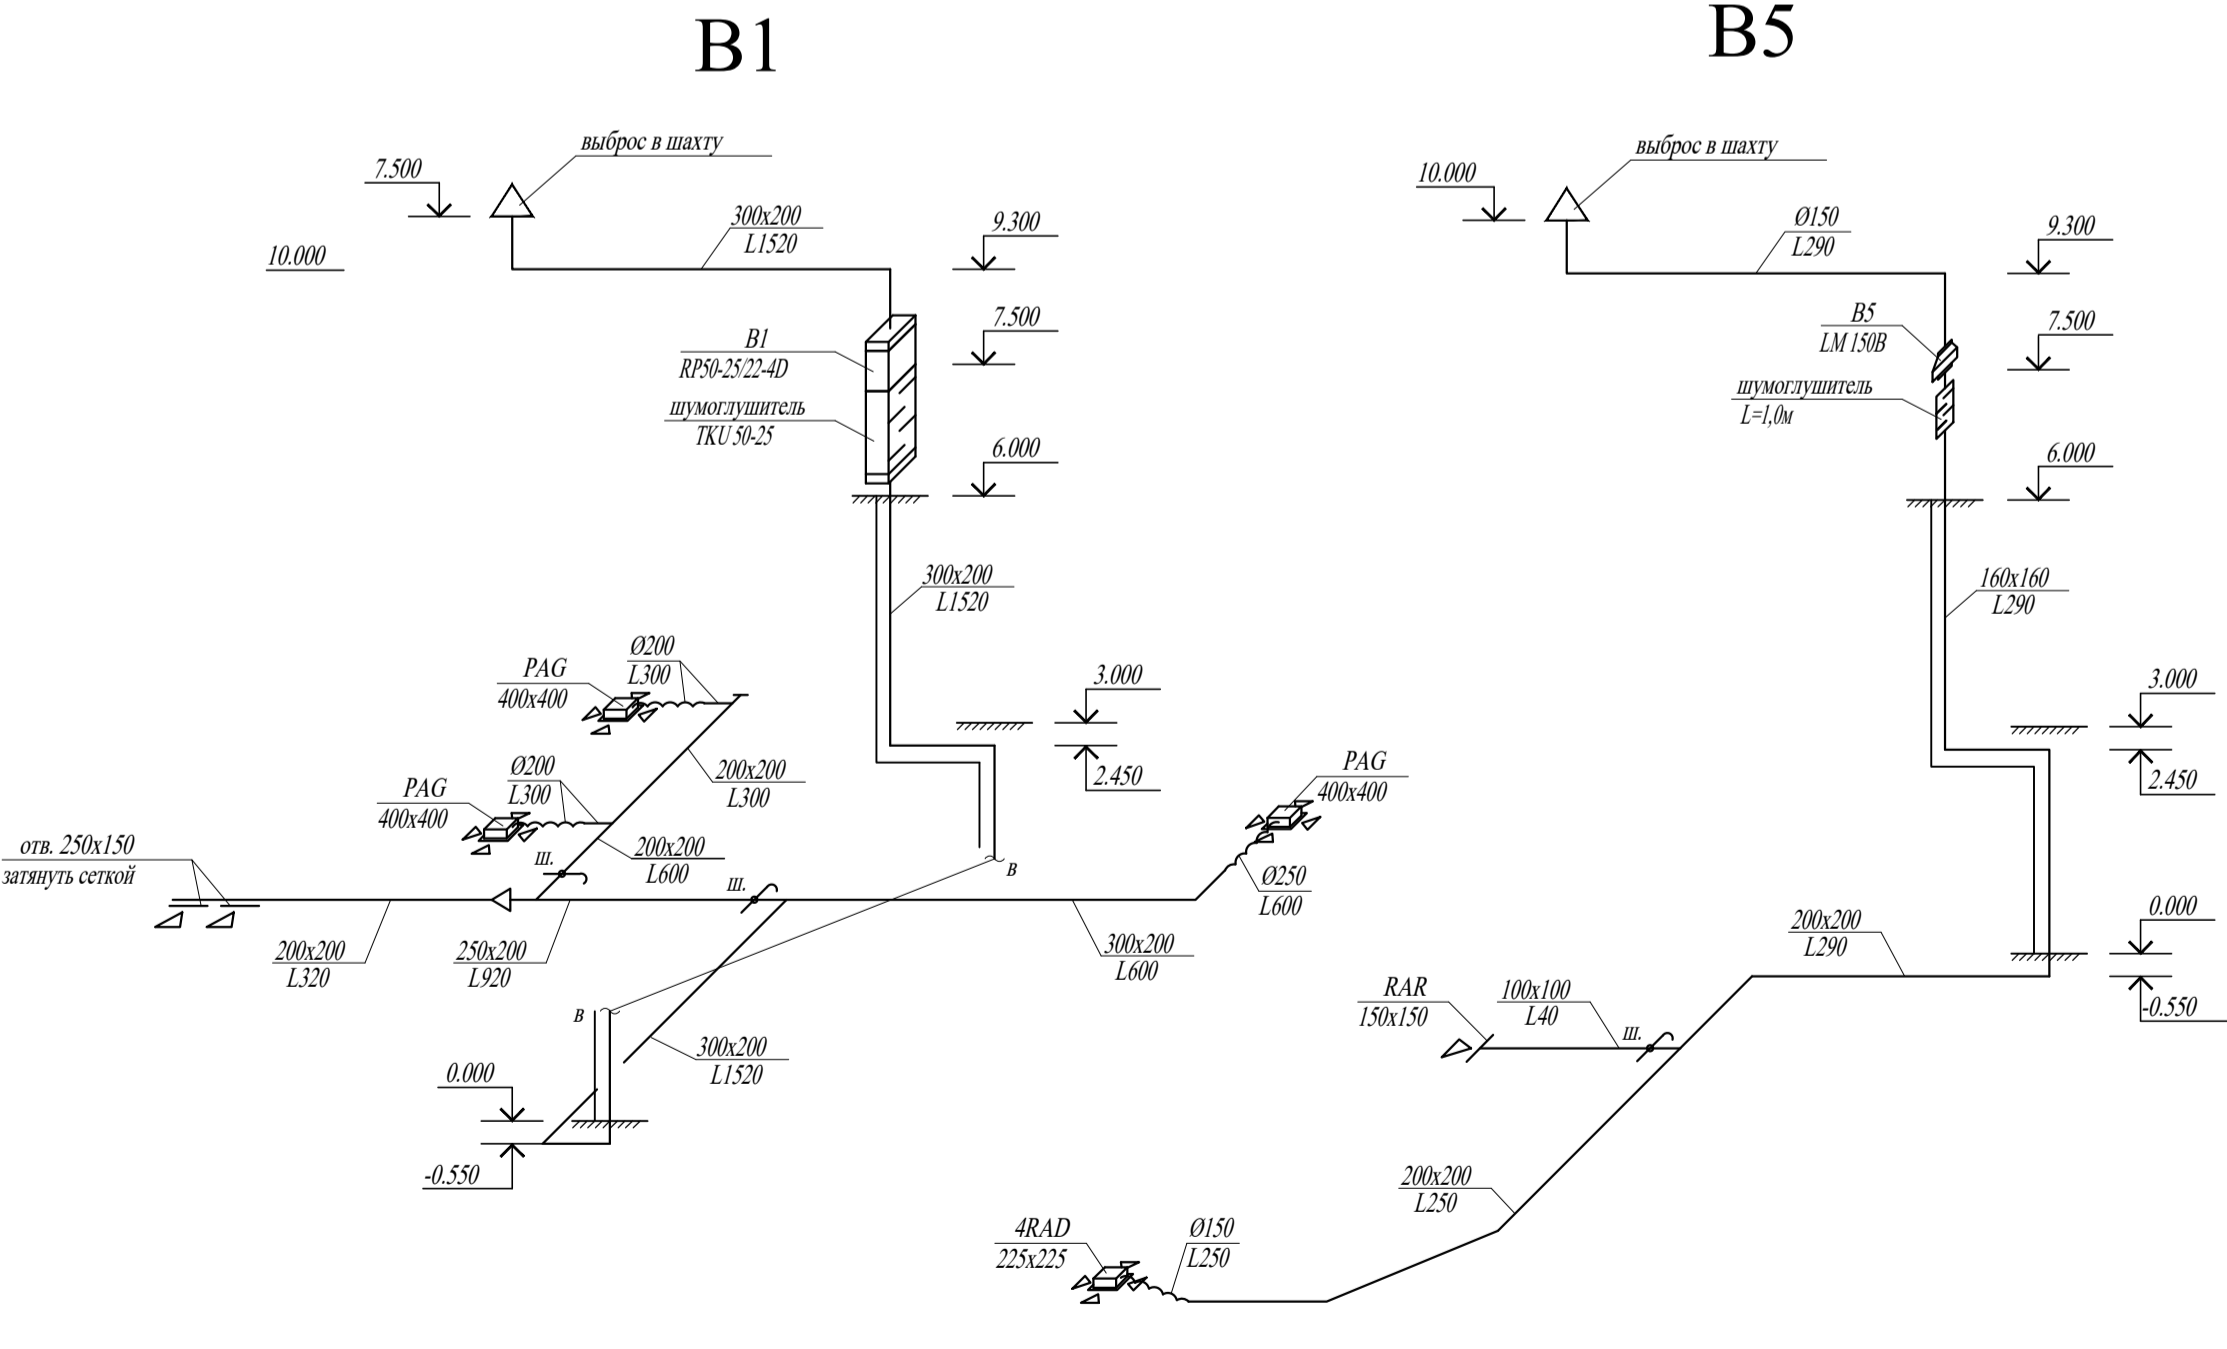 В1
выброс в шахту
7.500
10.000
300x200
L1520
9.300
В1
RP50-25/22-4D
7.500
шумоглушитель
TKU 50-25
6.000
300x200
L1520
3.000
2.450
PAG
400x400
Ø200
L300
200x200
L300
PAG
400x400
Ø200
L300
200x200
L600
ш.
отв. 250x150
затянуть сеткой
200x200
L320
250x200
L920
ш.
в
PAG
400x400
Ø250
L600
300x200
L600
в
300x200
L1520
0.000
-0.550
В5
выброс в шахту
10.000
Ø150
L290
9.300
В5
LM 150В
7.500
шумоглушитель
L=1,0м
6.000
160x160
L290
3.000
2.450
0.000
-0.550
200x200
L290
RAR
150x150
100x100
L40
ш.
200x200
L250
4RAD
225x225
Ø150
L250